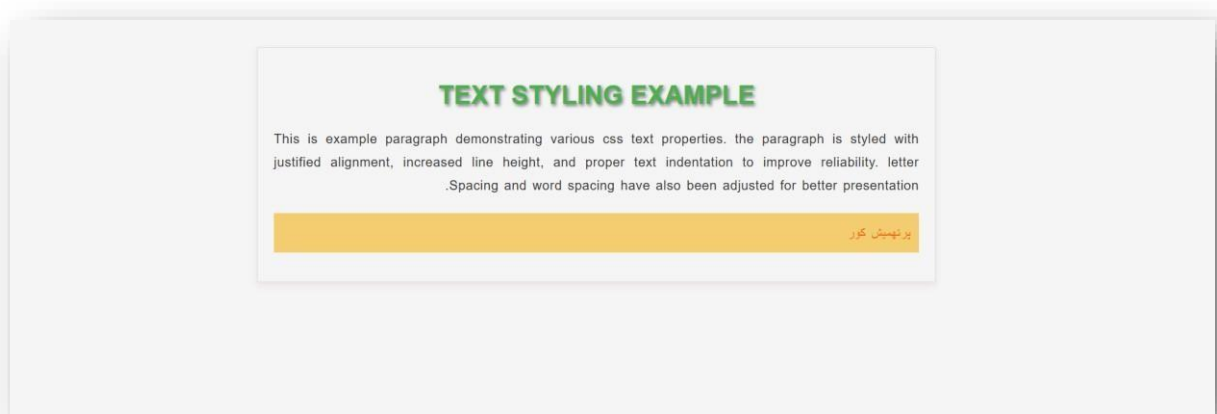 TEXT STYLING EXAMPLE
This is example paragraph demonstrating various css text properties. the paragraph is styled with
justified alignment, increased line height, and proper text indentation to improve reliability. letter
.Spacing and word spacing have also been adjusted for better presentation
پرتھمیش کور